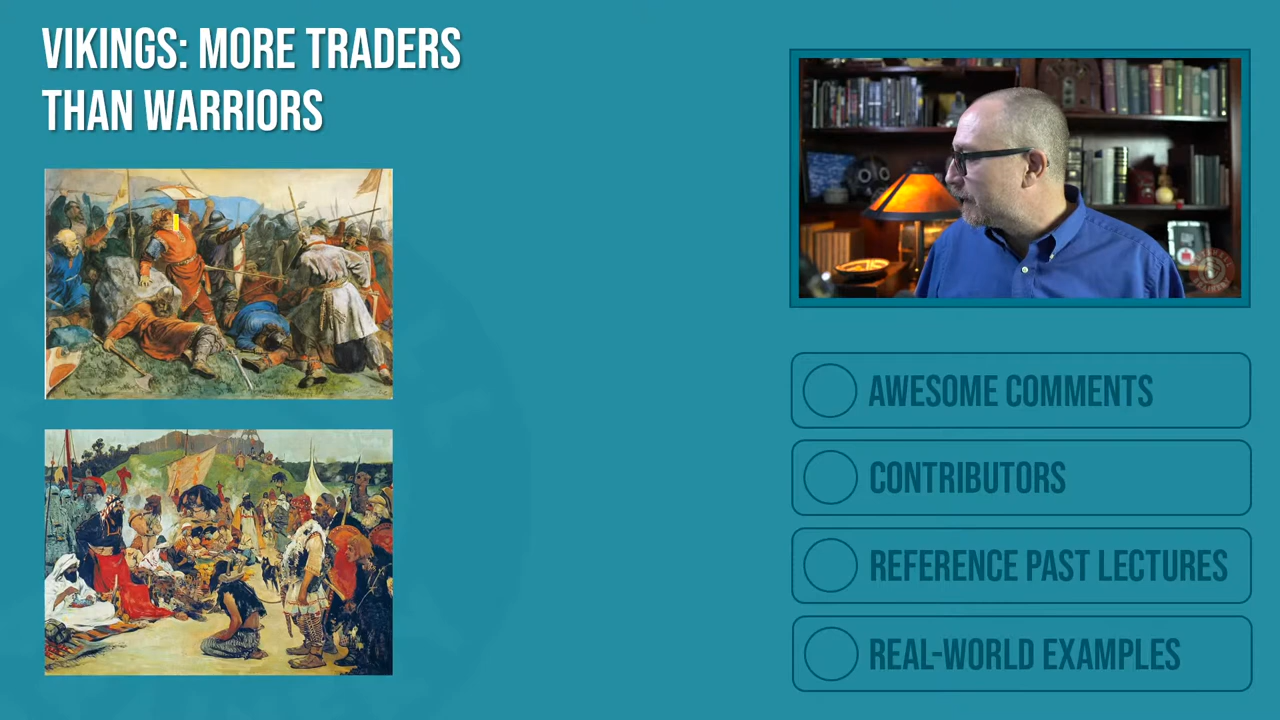 VIKINGS: MORE TRADERS
THAN WARRIORS
AWESOME COMMENTS
CONTRIBUTORS
REFERENCE PAST LECTURES
REAL-WORLD EXAMPLES